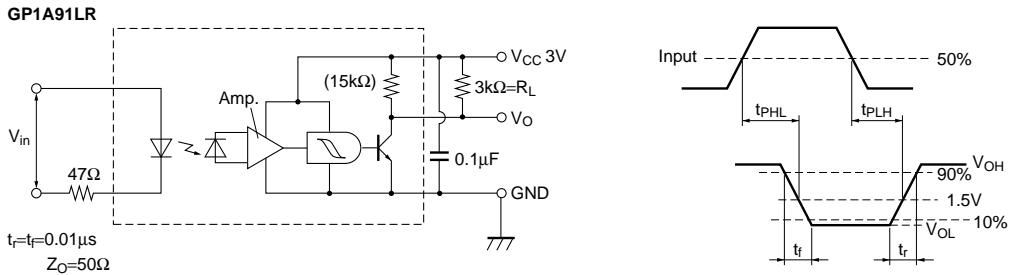 GP1A91LR
VCC 3V
(15kΩ)
3kΩ=RL
Amp.
VO
Vin
47Ω
0.1μF
GND
tr=tf=0.01μs
ZO=50Ω
Input
50%
tPHL
tPLH
VOH
90%
1.5V
10%
VOL
tf
tr